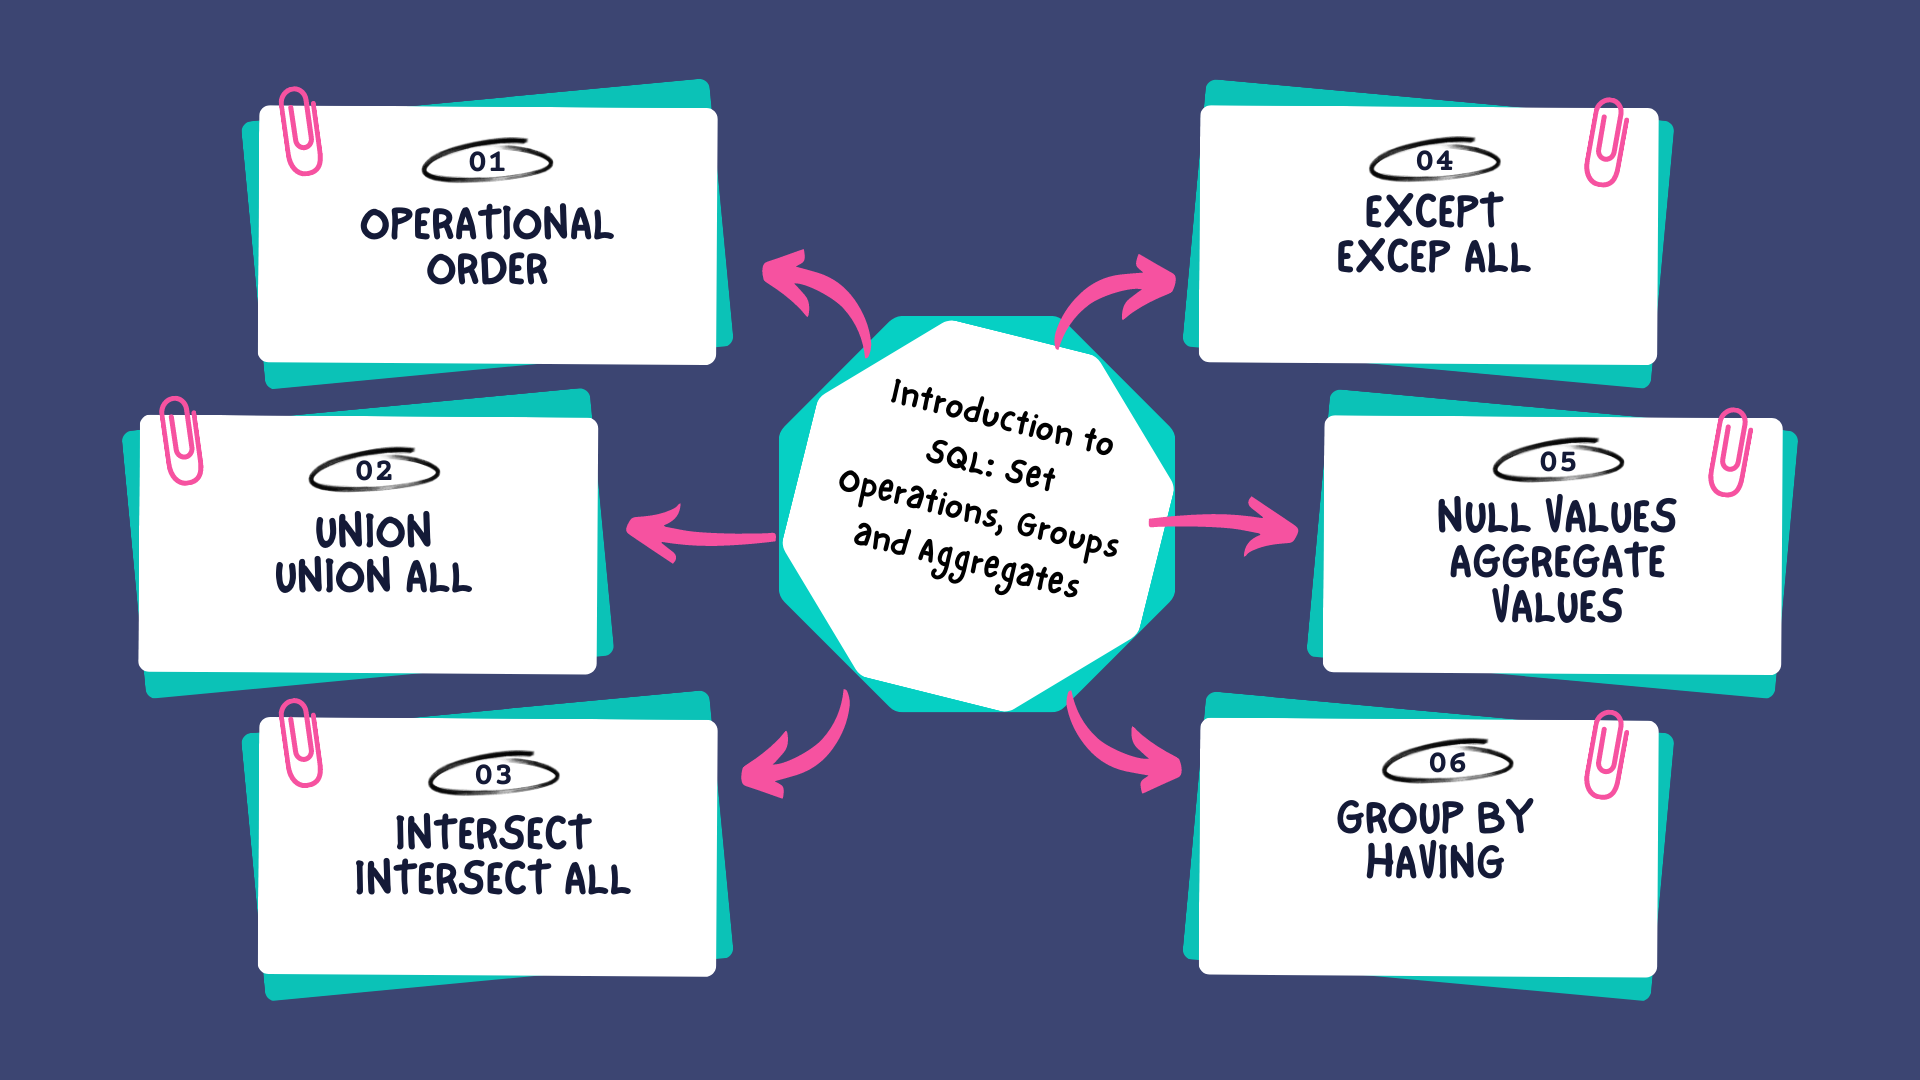 Introduction to
SQL: Set
Operations, Groups
and Aggregates
01
OPERATIONAL
ORDER
02
UNION
UNION ALL
03
INTERSECT
INTERSECT ALL
04
EXCEPT
EXCEP ALL
05
NULL VALUES
AGGREGATE
VALUES
06
GROUP BY
HAVING